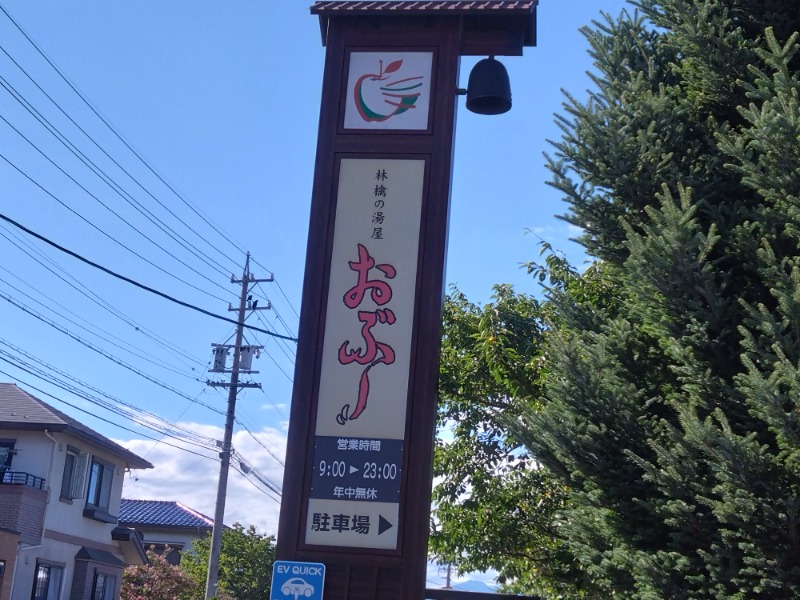 林檎の湯屋
おぶ～
営業時間
9:00 ▶ 23:00
年中無休
駐車場 ▶
EV QUICK